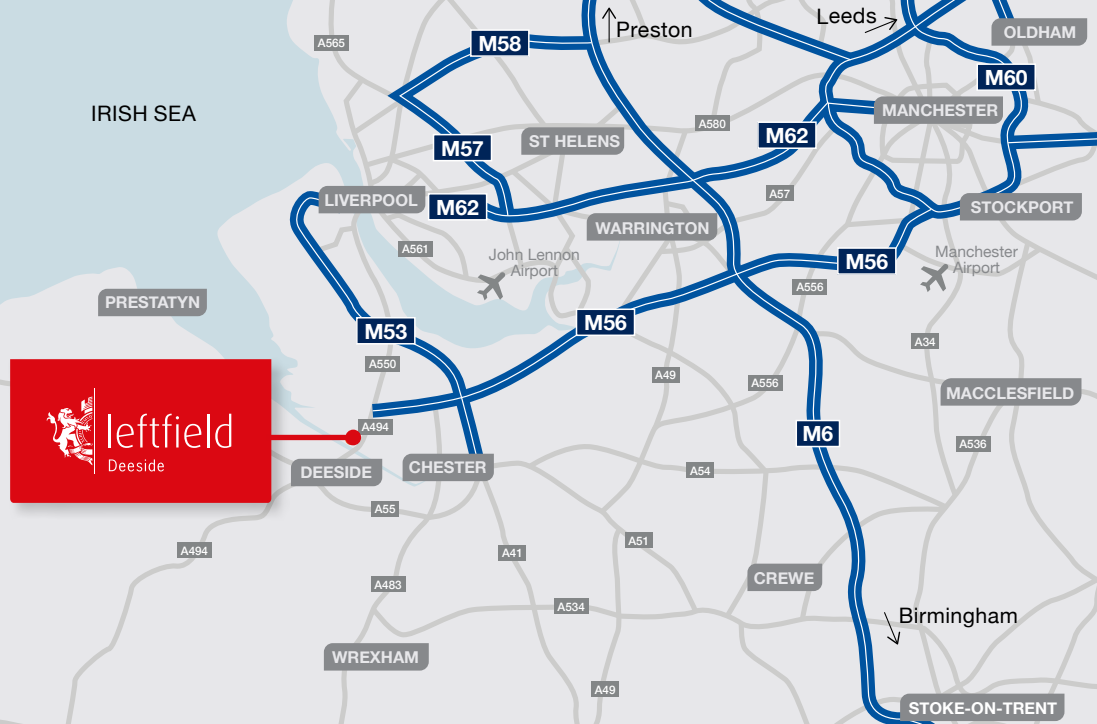 A565
M58
Preston
Leeds
OLDHAM
M60
IRISH SEA
MANCHESTER
A580
M62
ST HELENS
M57
LIVERPOOL
M62
A57
STOCKPORT
WARRINGTON
A561
John Lennon
Airport
M56
Manchester
Airport
A556
PRESTATYN
M56
M53
A34
A550
A49
A556
MACCLESFIELD
leftfield
Deeside
A494
M6
A536
DEESIDE
CHESTER
A54
A55
A494
A41
A51
A483
CREWE
A534
Birmingham
WREXHAM
A49
STOKE-ON-TRENT